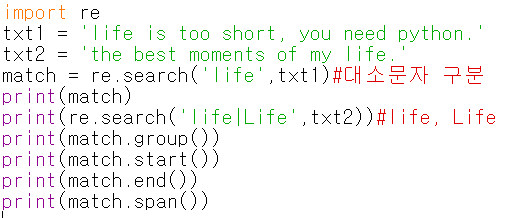 import re
txt1 = 'life is too short, you need python.'
txt2 = 'the best moments of my life.'
match = re.search('life',txt1)#대소문자 구분
print(match)
print(re.search('life|Life',txt2))#life, Life
print(match.group())
print(match.start())
print(match.end())
print(match.span())